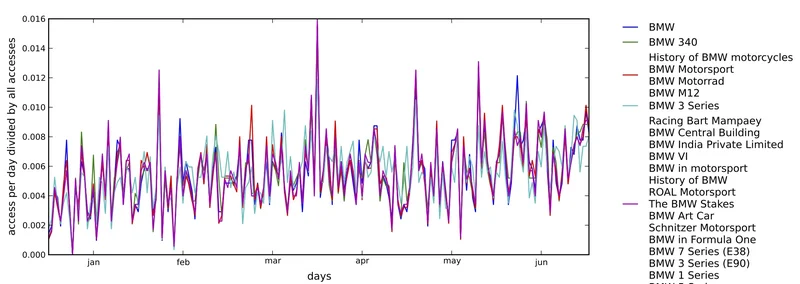 0.016
0.014
0.012
0.010
0.008
0.006
0.004
0.002
0.000
access per day divided by all accesses
jan
feb
mar
apr
may
jun
days
BMW
BMW 340
History of BMW motorcycles
BMW Motorsport
BMW Motorrad
BMW M12
BMW 3 Series
Racing Bart Mampaey
BMW Central Building
BMW India Private Limited
BMW VI
BMW in motorsport
History of BMW
ROAL Motorsport
The BMW Stakes
BMW Art Car
Schnitzer Motorsport
BMW in Formula One
BMW 7 Series (E38)
BMW 3 Series (E90)
BMW 1 Series